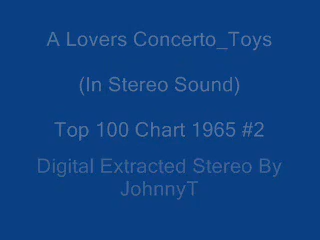 A Lovers Concerto_Toys
(In Stereo Sound)
Top 100 Chart 1965 #2
Digital Extracted Stereo By
JohnnyT